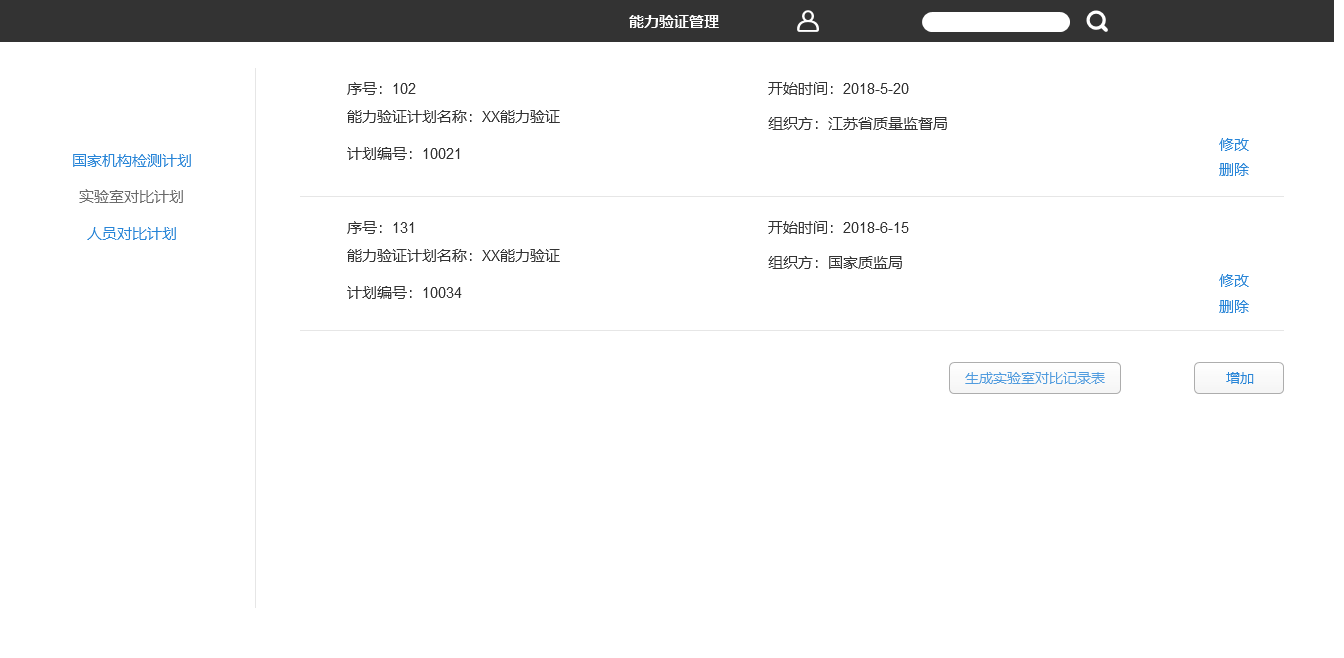 能力验证管理
国家机构检测计划
实验室对比计划
人员对比计划
序号：102
开始时间：2018-5-20
能力验证计划名称：XX能力验证
组织方：江苏省质量监督局
计划编号：10021
修改
删除
序号：131
开始时间：2018-6-15
能力验证计划名称：XX能力验证
组织方：国家质监局
计划编号：10034
修改
删除
生成实验室对比记录表
增加